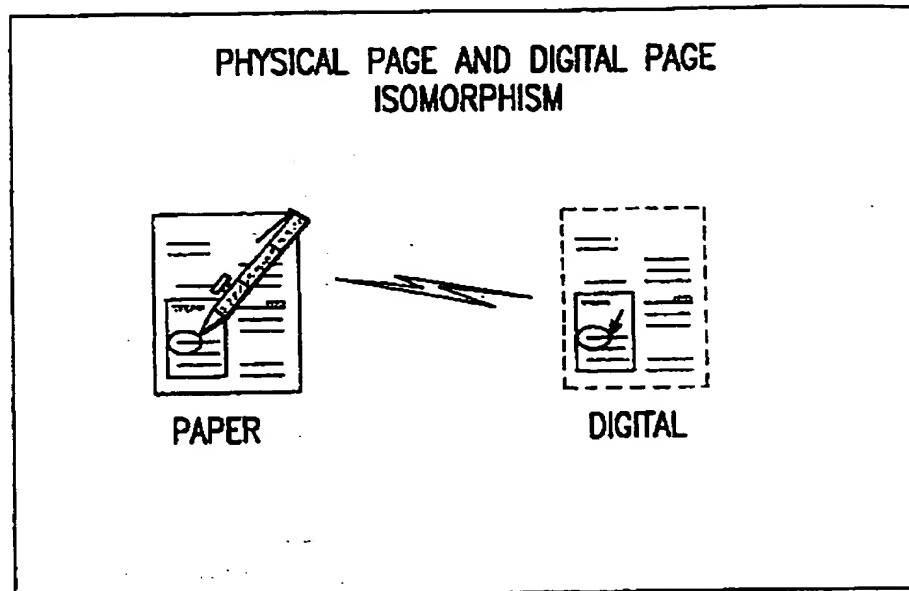 PHYSICAL PAGE AND DIGITAL PAGE
ISOMORPHISM
PAPER
DIGITAL